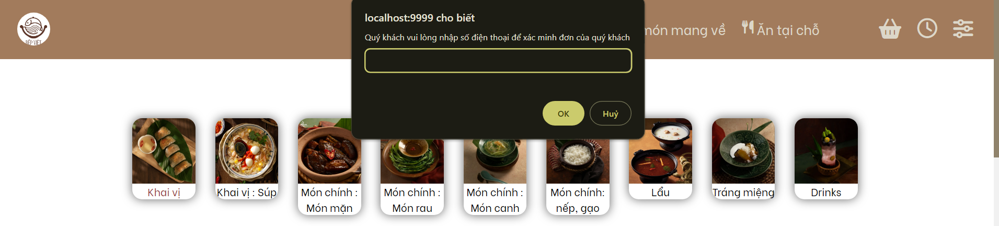 BẾP VIỆT
localhost:9999 cho biết
Quý khách vui lòng nhập số điện thoại để xác minh đơn của quý khách
OK
Huỷ
món mang về
Ăn tại chỗ
Khai vị
Khai vị : Súp
Món chính :
Món mặn
Món chính :
Món rau
Món chính :
Món canh
Món chính:
nếp, gạo
Lẩu
Tráng miệng
Drinks